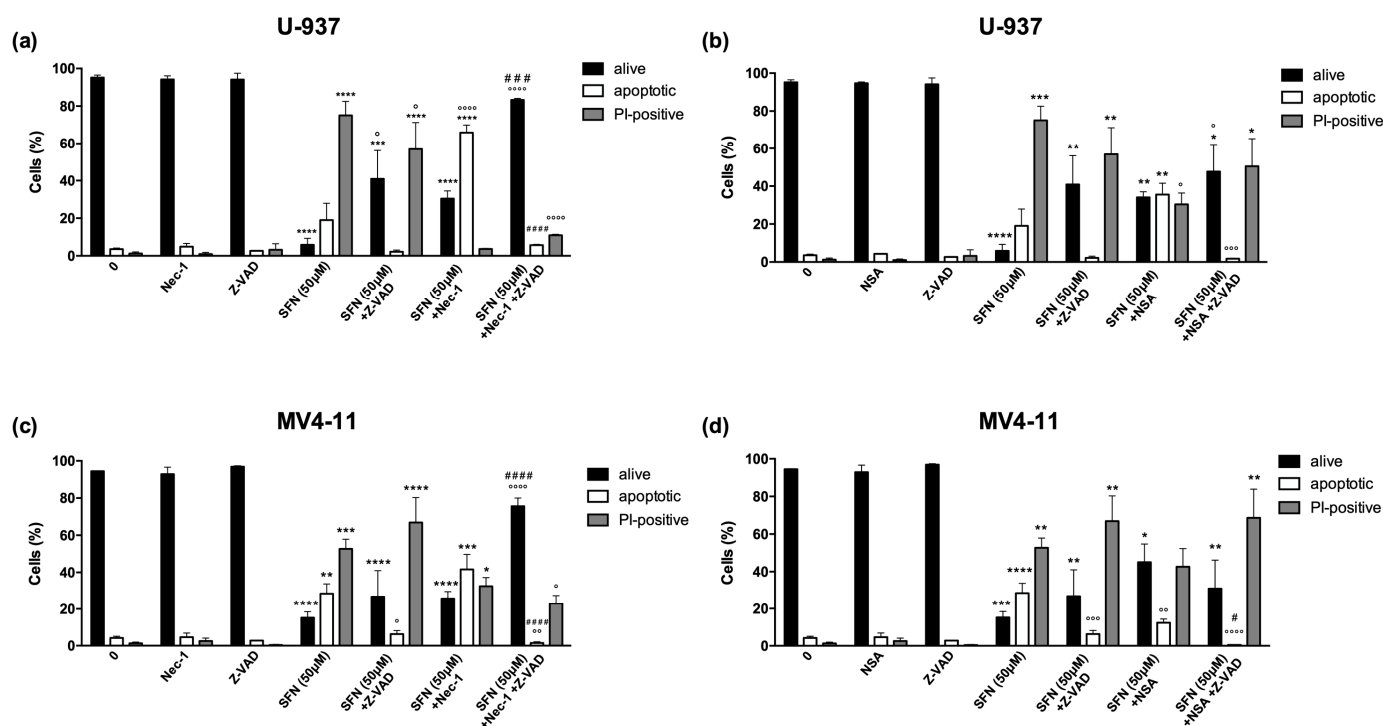 (a)
U-937
Cells (%)
100
80
60
40
20
0
****
****
°
***
°
****
****
°°°°
****
# # #
°°°°
####
°°°°
alive
apoptotic
PI-positive
0
Nec-1
Z-VAD
SFN (50µM)
SFN (50µM)
+Z-VAD
SFN (50µM)
+Nec-1
SFN (50µM)
+Nec-1 +Z-VAD
(b)
U-937
Cells (%)
100
80
60
40
20
0
****
***
**
**
**
**
°
°
*
°°°
*
alive
apoptotic
PI-positive
0
NSA
Z-VAD
SFN (50µM)
SFN (50µM)
+Z-VAD
SFN (50µM)
+NSA
SFN (50µM)
+NSA +Z-VAD
(c)
MV4-11
Cells (%)
100
80
60
40
20
0
****
**
***
****
°
****
****
***
*
####
°°°°
####
°°
°
alive
apoptotic
PI-positive
0
Nec-1
Z-VAD
SFN (50µM)
SFN (50µM)
+Z-VAD
SFN (50µM)
+Nec-1
SFN (50µM)
+Nec-1 +Z-VAD
(d)
MV4-11
Cells (%)
100
80
60
40
20
0
***
****
**
**
°°°
**
*
°°
**
#
°°°°
**
alive
apoptotic
PI-positive
0
NSA
Z-VAD
SFN (50µM)
SFN (50µM)
+Z-VAD
SFN (50µM)
+NSA
SFN (50µM)
+NSA +Z-VAD